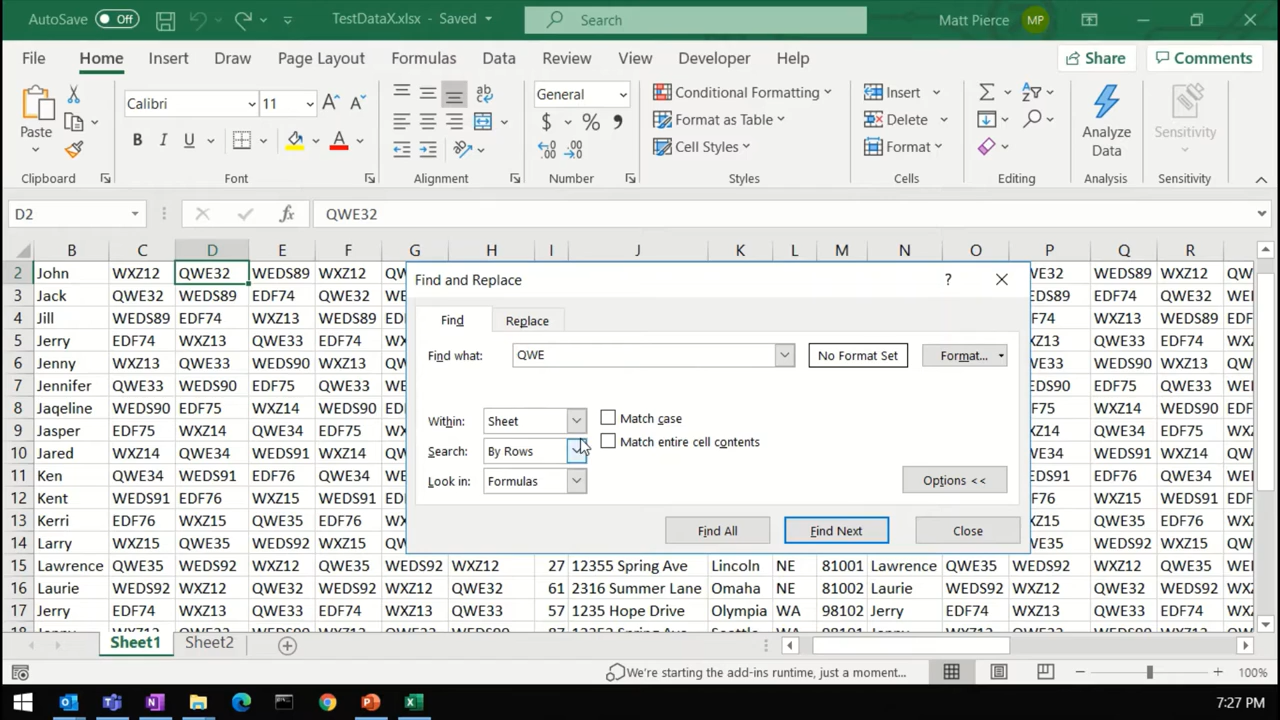 AutoSave Off TestDataX.xlsx - Saved Search Matt Pierce MP
File Home Insert Draw Page Layout Formulas Data Review View Developer Help Share Comments
Paste Calibri 11 A A B I U A ab General $ % , Conditional Formatting Format as Table Cell Styles Insert Delete Format Analyze Data Sensitivity
Clipboard Font Alignment Number Styles Cells Editing Analysis Sensitivity
D2 fx QWE32
B C D E F G H I J K L M N O P Q R
2 John WXZ12 QWE32 WEDS89 WXZ12 WEDS89 WXZ12
3 Jack QWE32 WEDS89 EDF74 QWE32 EDF74 QWE32
4 Jill WEDS89 EDF74 WXZ13 WEDS89 WXZ13 WEDS89
5 Jerry EDF74 WXZ13 QWE33 EDF74 QWE33 EDF74
6 Jenny WXZ13 QWE33 WEDS90 WXZ13 WEDS90 WXZ13
7 Jennifer QWE33 WEDS90 EDF75 QWE33 EDF75 QWE33
8 Jaqeline WEDS90 EDF75 WXZ14 WEDS90 WXZ14 WEDS90
9 Jasper EDF75 WXZ14 QWE34 EDF75 QWE34 EDF75
10 Jared WXZ14 QWE34 WEDS91 WXZ14 WEDS91 WXZ14
11 Ken QWE34 WEDS91 EDF76 QWE34 EDF76 QWE34
12 Kent WEDS91 EDF76 WXZ15 WEDS91 WXZ15 WEDS91
13 Kerri EDF76 WXZ15 QWE35 EDF76 QWE35 EDF76
14 Larry WXZ15 QWE35 WEDS92 WXZ15 WEDS92 WXZ15
15 Lawrence QWE35 WEDS92 WXZ12 QWE35 WEDS92 WXZ12 27 12355 Spring Ave Lincoln NE 81001 Lawrence QWE35 WEDS92 WXZ12 QWE35
16 Laurie WEDS92 WXZ12 QWE32 WEDS92 WXZ12 QWE32 61 2316 Summer Lane Omaha NE 81002 Laurie WEDS92 WXZ12 QWE32 WEDS92
17 Jerry EDF74 WXZ13 QWE33 EDF74 WXZ13 QWE33 57 1235 Hope Drive Olympia WA 98102 Jerry EDF74 WXZ13 QWE33 EDF74
Find and Replace ?
Find Replace
Find what: QWE No Format Set Format...
Within: Sheet Match case
Search: By Rows Match entire cell contents
Look in: Formulas Options <<
Find All Find Next Close
Sheet1 Sheet2
We're starting the add-ins runtime, just a moment... 100%
7:27 PM